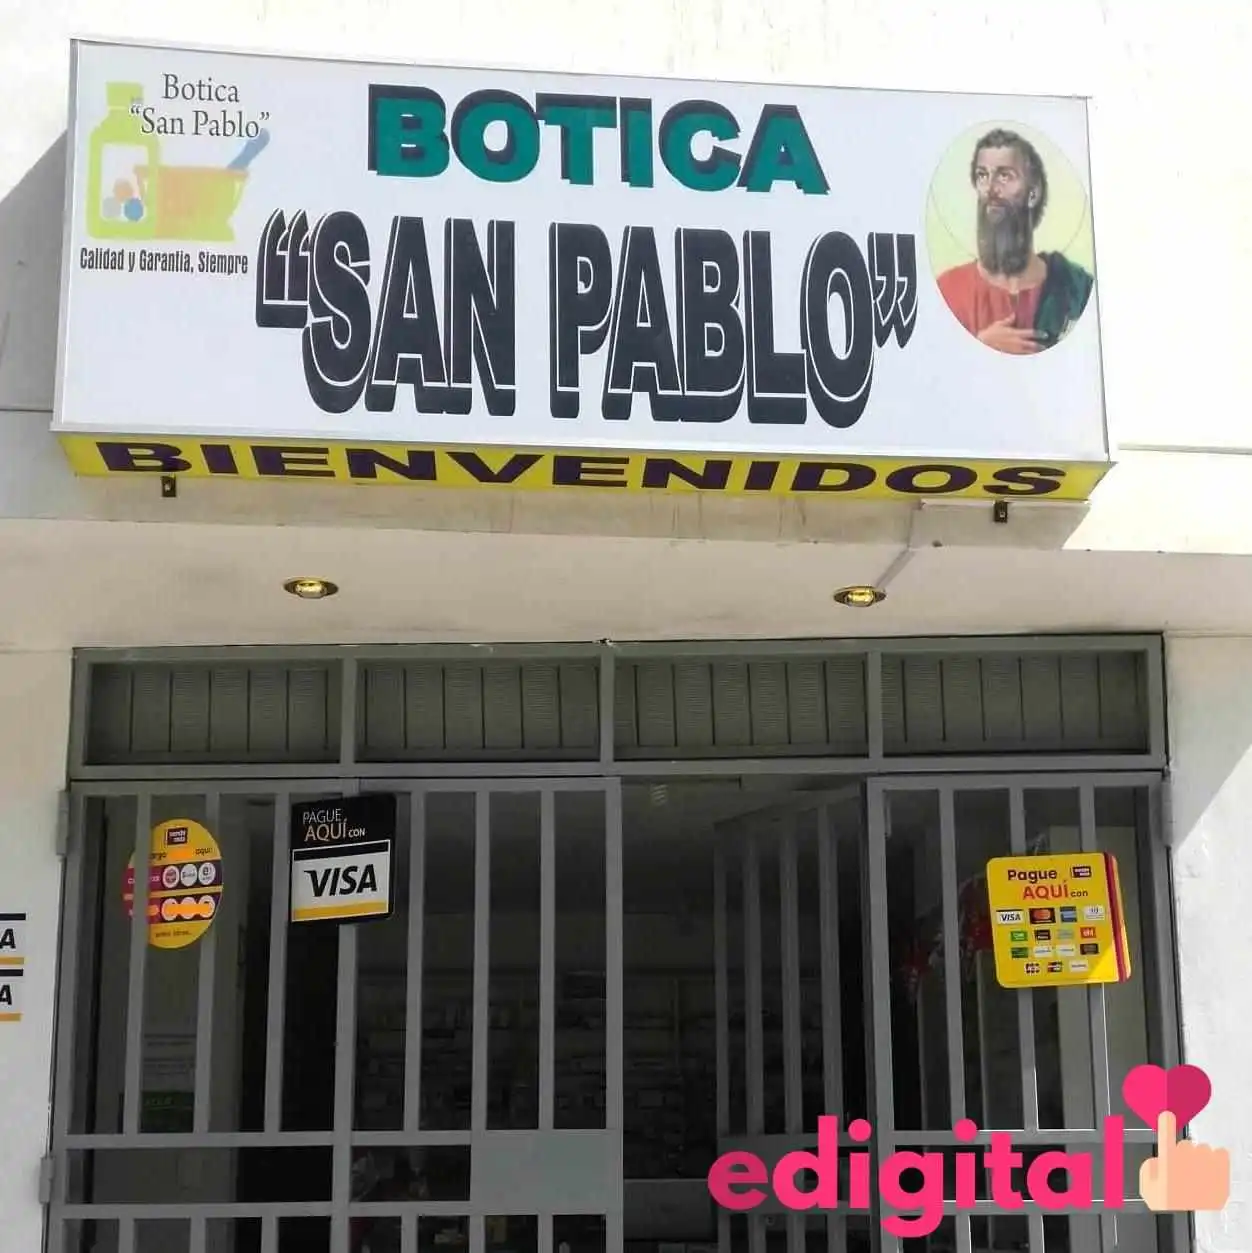 Botica
“San Pablo”
Calidad y Garantia, Siempre
BOTICA
“SAN PABLO”
BIENVENIDOS
PAGUE
AQUÍ CON
VISA
Pague
AQUÍ con
VISA
edigital